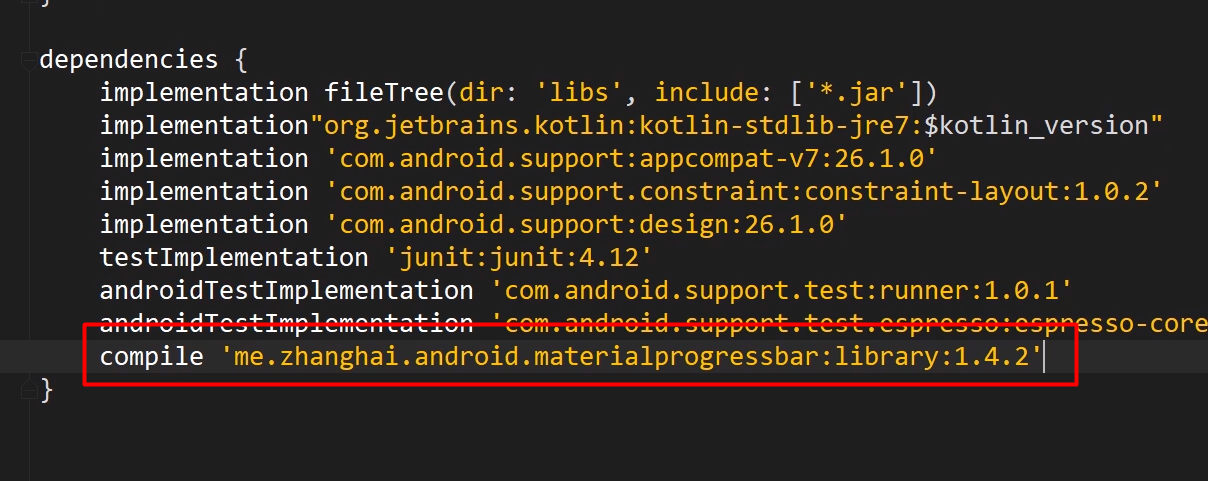 }
dependencies {
implementation fileTree(dir: 'libs', include: ['*.jar'])
implementation"org.jetbrains.kotlin:kotlin-stdlib-jre7:$kotlin_version"
implementation 'com.android.support:appcompat-v7:26.1.0'
implementation 'com.android.support.constraint:constraint-layout:1.0.2'
implementation 'com.android.support:design:26.1.0'
testImplementation 'junit:junit:4.12'
androidTestImplementation 'com.android.support.test:runner:1.0.1'
androidTestImplementation 'com.android.support.test.espresso:espresso-core
compile 'me.zhanghai.android.materialprogressbar:library:1.4.2'
}